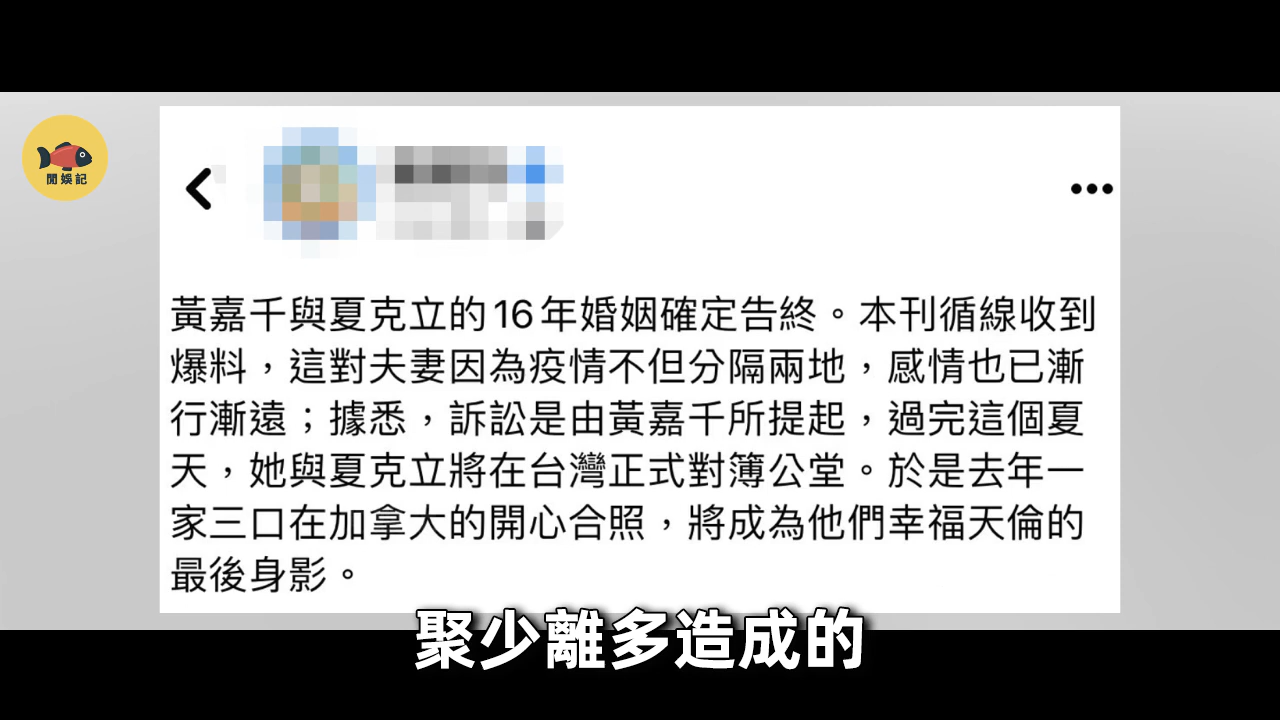 閒娛記
黃嘉千與夏克立的16年婚姻確定告終。本刊循線收到
爆料，這對夫妻因為疫情不但分隔兩地，感情也已漸
行漸遠；據悉，訴訟是由黃嘉千所提起，過完這個夏
天，她與夏克立將在台灣正式對簿公堂。於是去年一
家三口在加拿大的開心合照，將成為他們幸福天倫的
最後身影。
聚少離多造成的